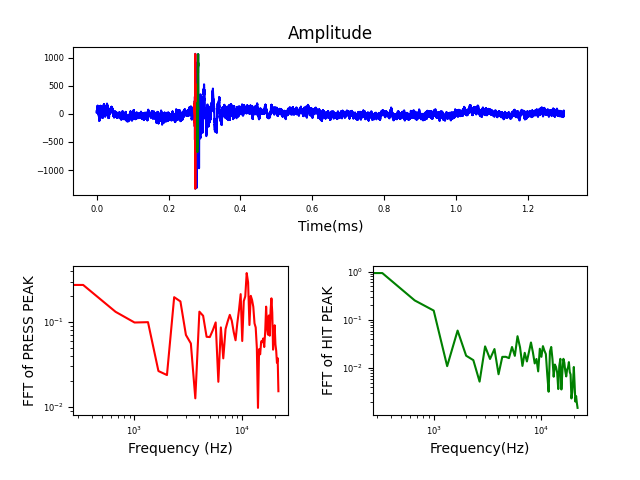 Amplitude
1000
500
0
−500
−1000
0.0 0.2 0.4 0.6 0.8 1.0 1.2
Time(ms)
FFT of PRESS PEAK
10⁻¹
10⁻²
10³ 10⁴
Frequency (Hz)
FFT of HIT PEAK
10⁰
10⁻¹
10⁻²
10³ 10⁴
Frequency(Hz)